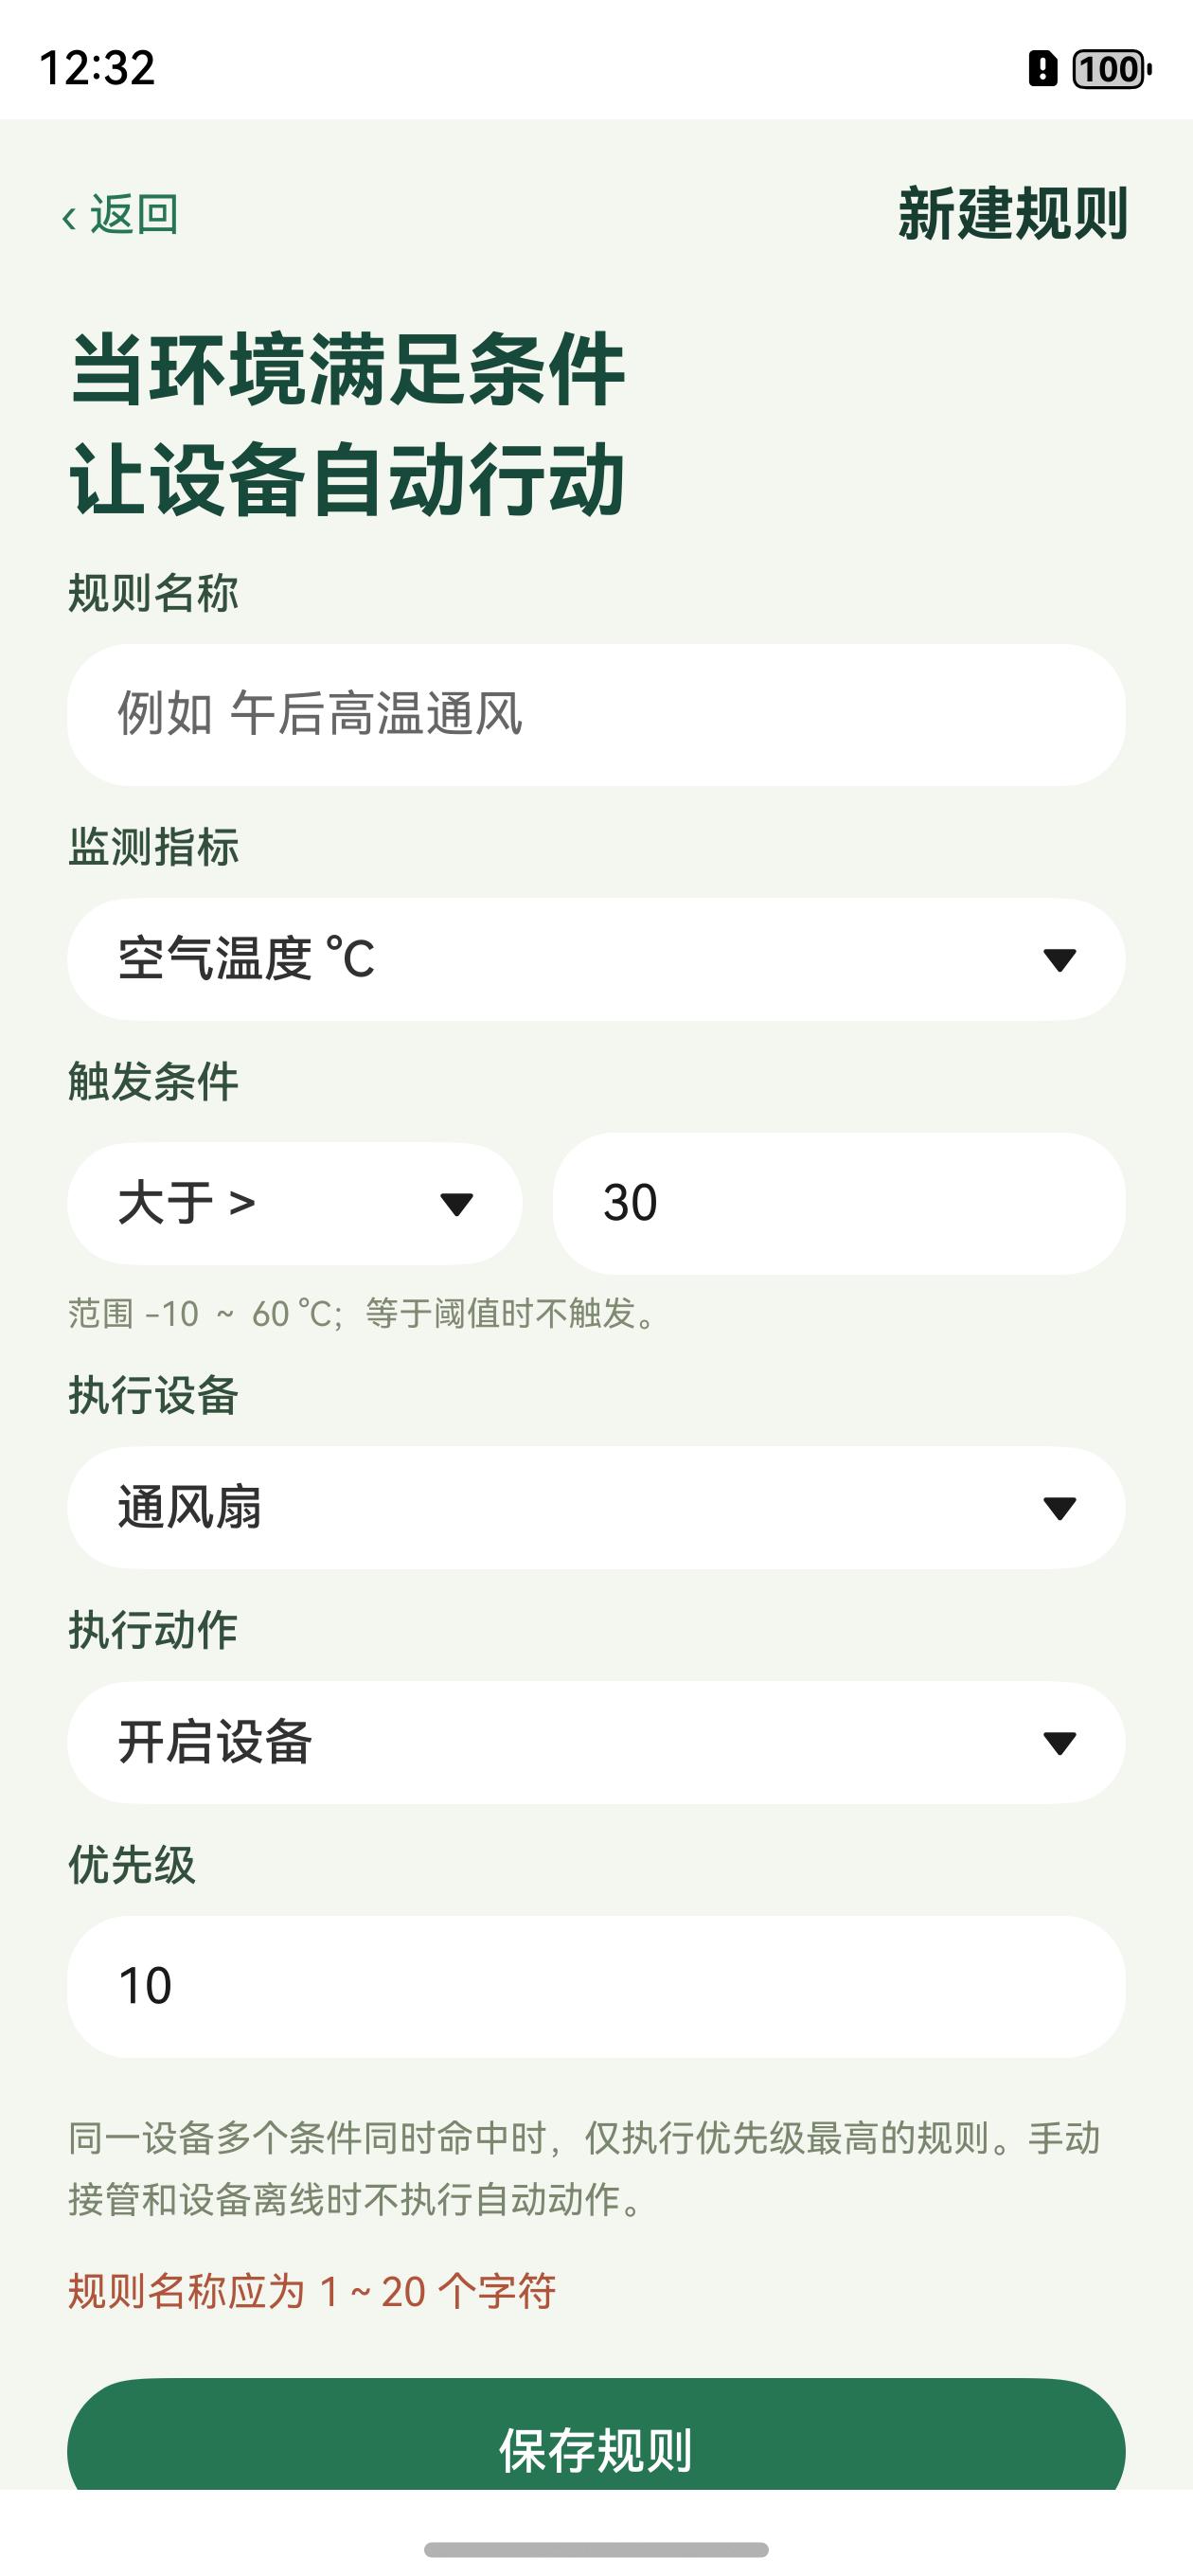 12:32
100
‹ 返回
新建规则
当环境满足条件
让设备自动行动
规则名称
例如 午后高温通风
监测指标
空气温度 ℃
触发条件
大于 >
30
范围 -10 ~ 60 ℃；等于阈值时不触发。
执行设备
通风扇
执行动作
开启设备
优先级
10
同一设备多个条件同时命中时，仅执行优先级最高的规则。手动
接管和设备离线时不执行自动动作。
规则名称应为 1 ~ 20 个字符
保存规则